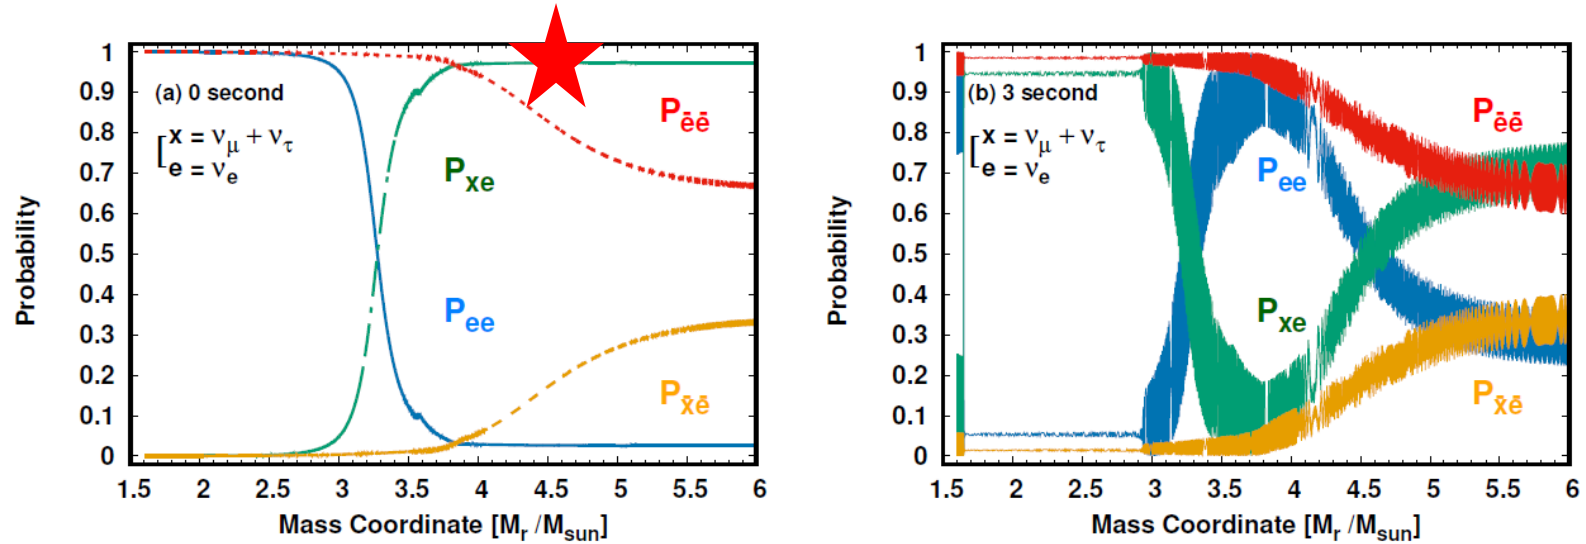 1
0.9
0.8
0.7
0.6
0.5
0.4
0.3
0.2
0.1
0
Probability
(a) 0 second
[ x = νμ + ντ
e = νe
Pēē
Pxe
Pee
Px̄ē
1.5 2 2.5 3 3.5 4 4.5 5 5.5 6
Mass Coordinate [Mr /Msun]
1
0.9
0.8
0.7
0.6
0.5
0.4
0.3
0.2
0.1
0
Probability
(b) 3 second
[ x = νμ + ντ
e = νe
Pēē
Pee
Pxe
Px̄ē
1.5 2 2.5 3 3.5 4 4.5 5 5.5 6
Mass Coordinate [Mr /Msun]